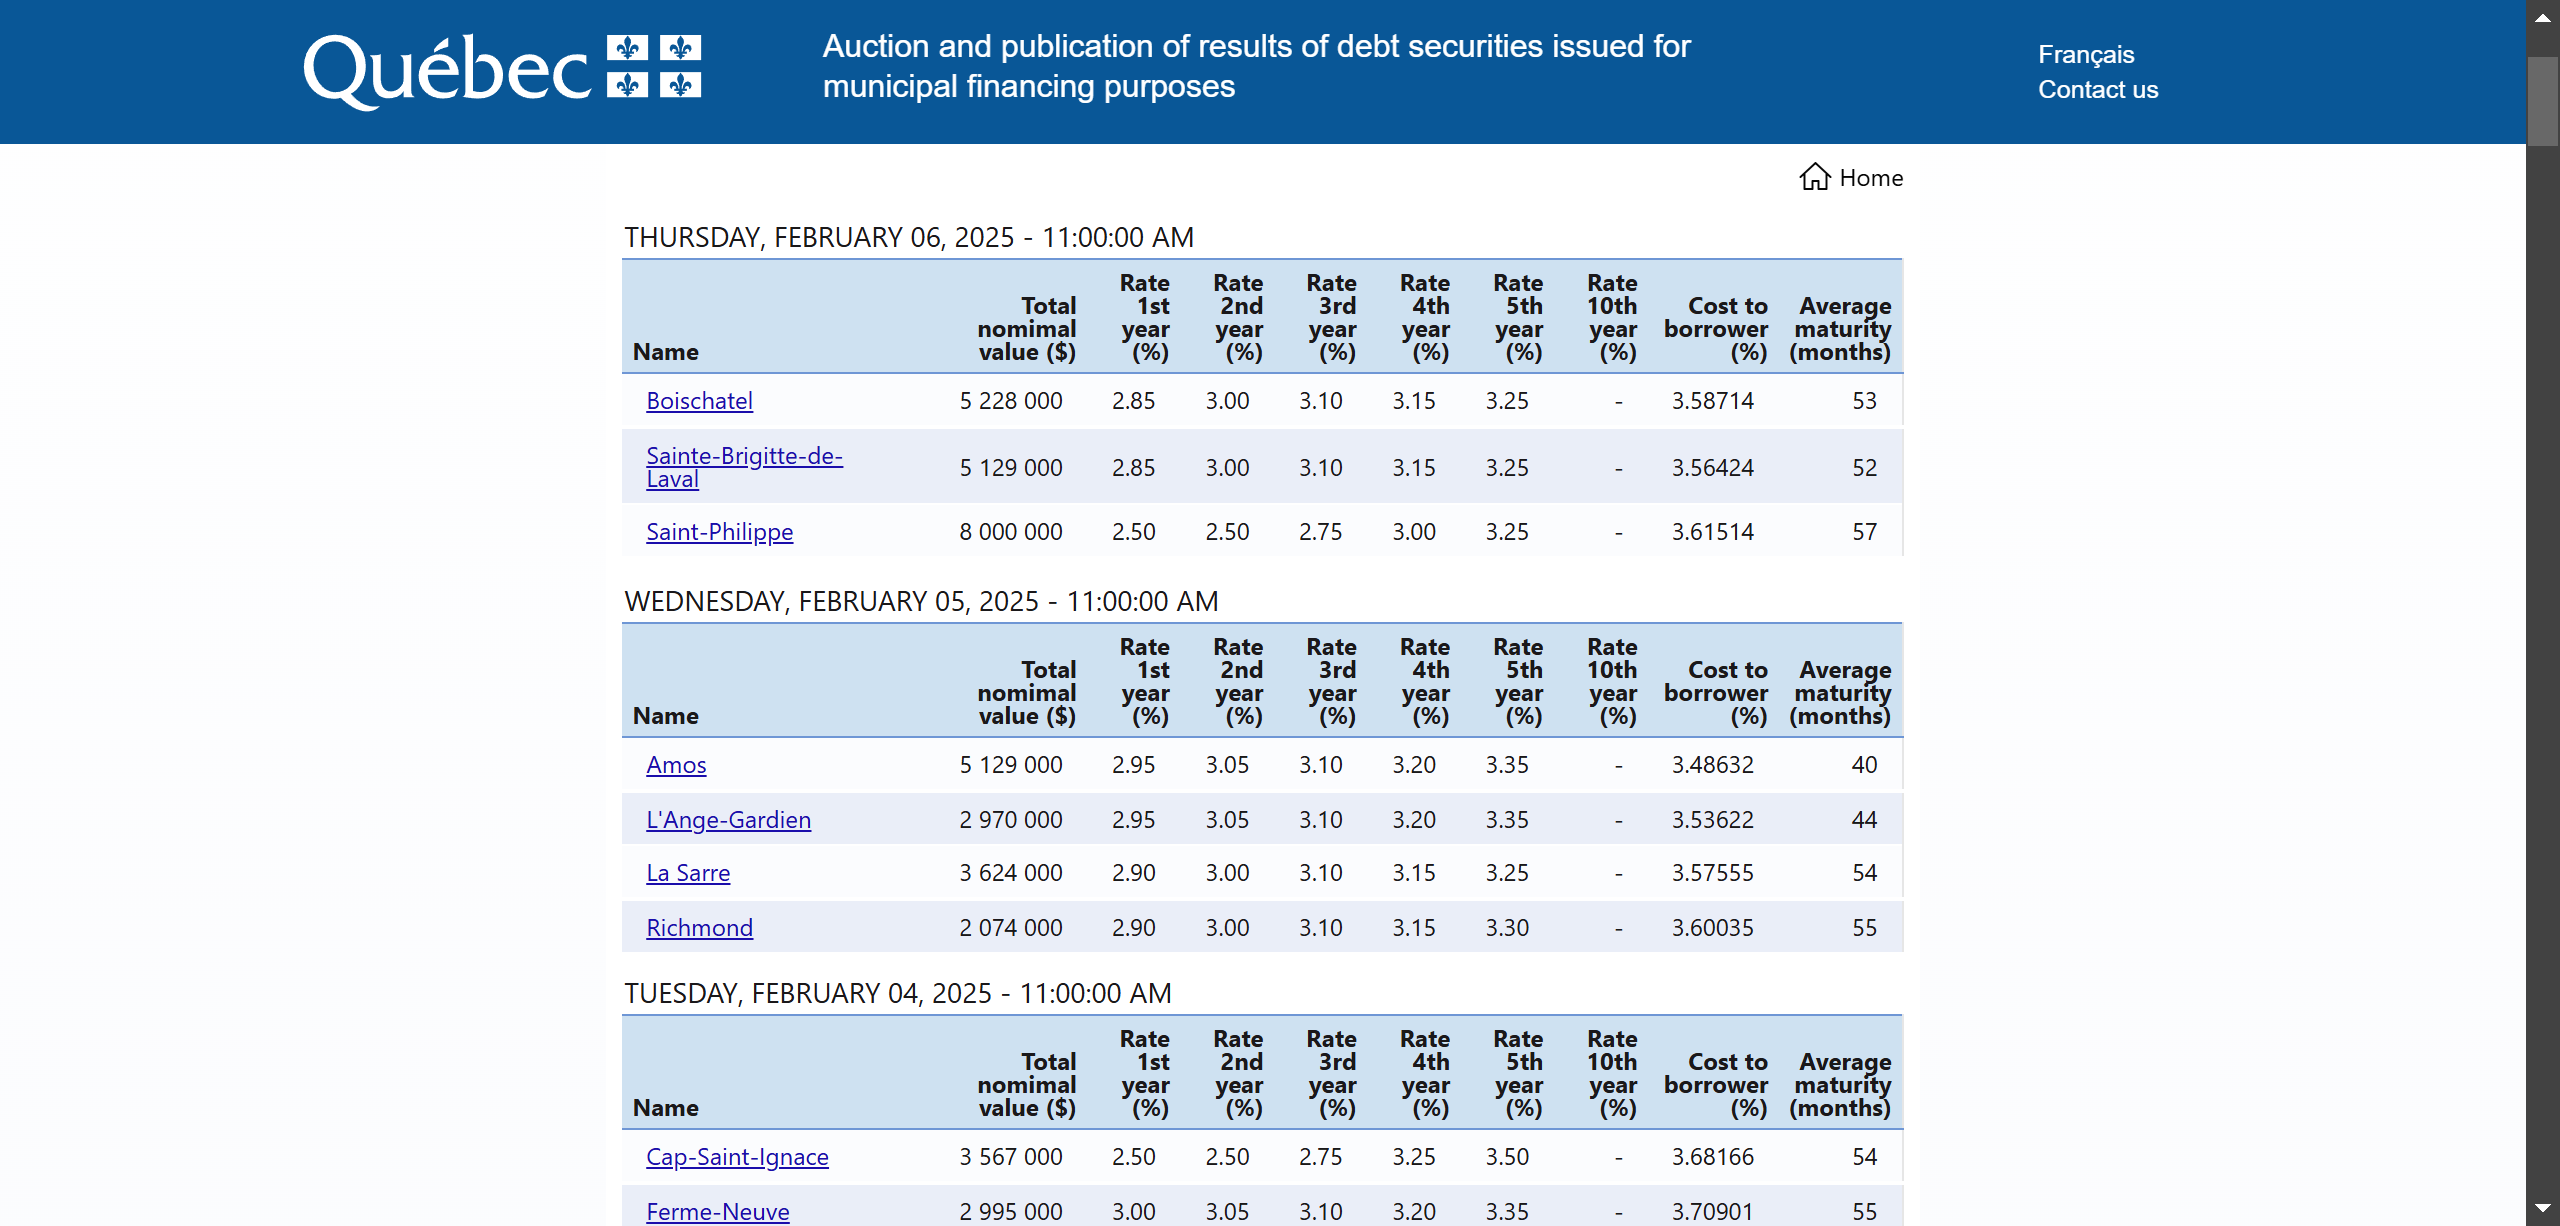 Québec
Auction and publication of results of debt securities issued for
municipal financing purposes
Français
Contact us
Home
THURSDAY, FEBRUARY 06, 2025 - 11:00:00 AM
Name Total nomimal value ($) Rate 1st year (%) Rate 2nd year (%) Rate 3rd year (%) Rate 4th year (%) Rate 5th year (%) Rate 10th year (%) Cost to borrower (%) Average maturity (months)
Boischatel 5 228 000 2.85 3.00 3.10 3.15 3.25 - 3.58714 53
Sainte-Brigitte-de-
Laval 5 129 000 2.85 3.00 3.10 3.15 3.25 - 3.56424 52
Saint-Philippe 8 000 000 2.50 2.50 2.75 3.00 3.25 - 3.61514 57
WEDNESDAY, FEBRUARY 05, 2025 - 11:00:00 AM
Name Total nomimal value ($) Rate 1st year (%) Rate 2nd year (%) Rate 3rd year (%) Rate 4th year (%) Rate 5th year (%) Rate 10th year (%) Cost to borrower (%) Average maturity (months)
Amos 5 129 000 2.95 3.05 3.10 3.20 3.35 - 3.48632 40
L'Ange-Gardien 2 970 000 2.95 3.05 3.10 3.20 3.35 - 3.53622 44
La Sarre 3 624 000 2.90 3.00 3.10 3.15 3.25 - 3.57555 54
Richmond 2 074 000 2.90 3.00 3.10 3.15 3.30 - 3.60035 55
TUESDAY, FEBRUARY 04, 2025 - 11:00:00 AM
Name Total nomimal value ($) Rate 1st year (%) Rate 2nd year (%) Rate 3rd year (%) Rate 4th year (%) Rate 5th year (%) Rate 10th year (%) Cost to borrower (%) Average maturity (months)
Cap-Saint-Ignace 3 567 000 2.50 2.50 2.75 3.25 3.50 - 3.68166 54
Ferme-Neuve 2 995 000 3.00 3.05 3.10 3.20 3.35 - 3.70901 55